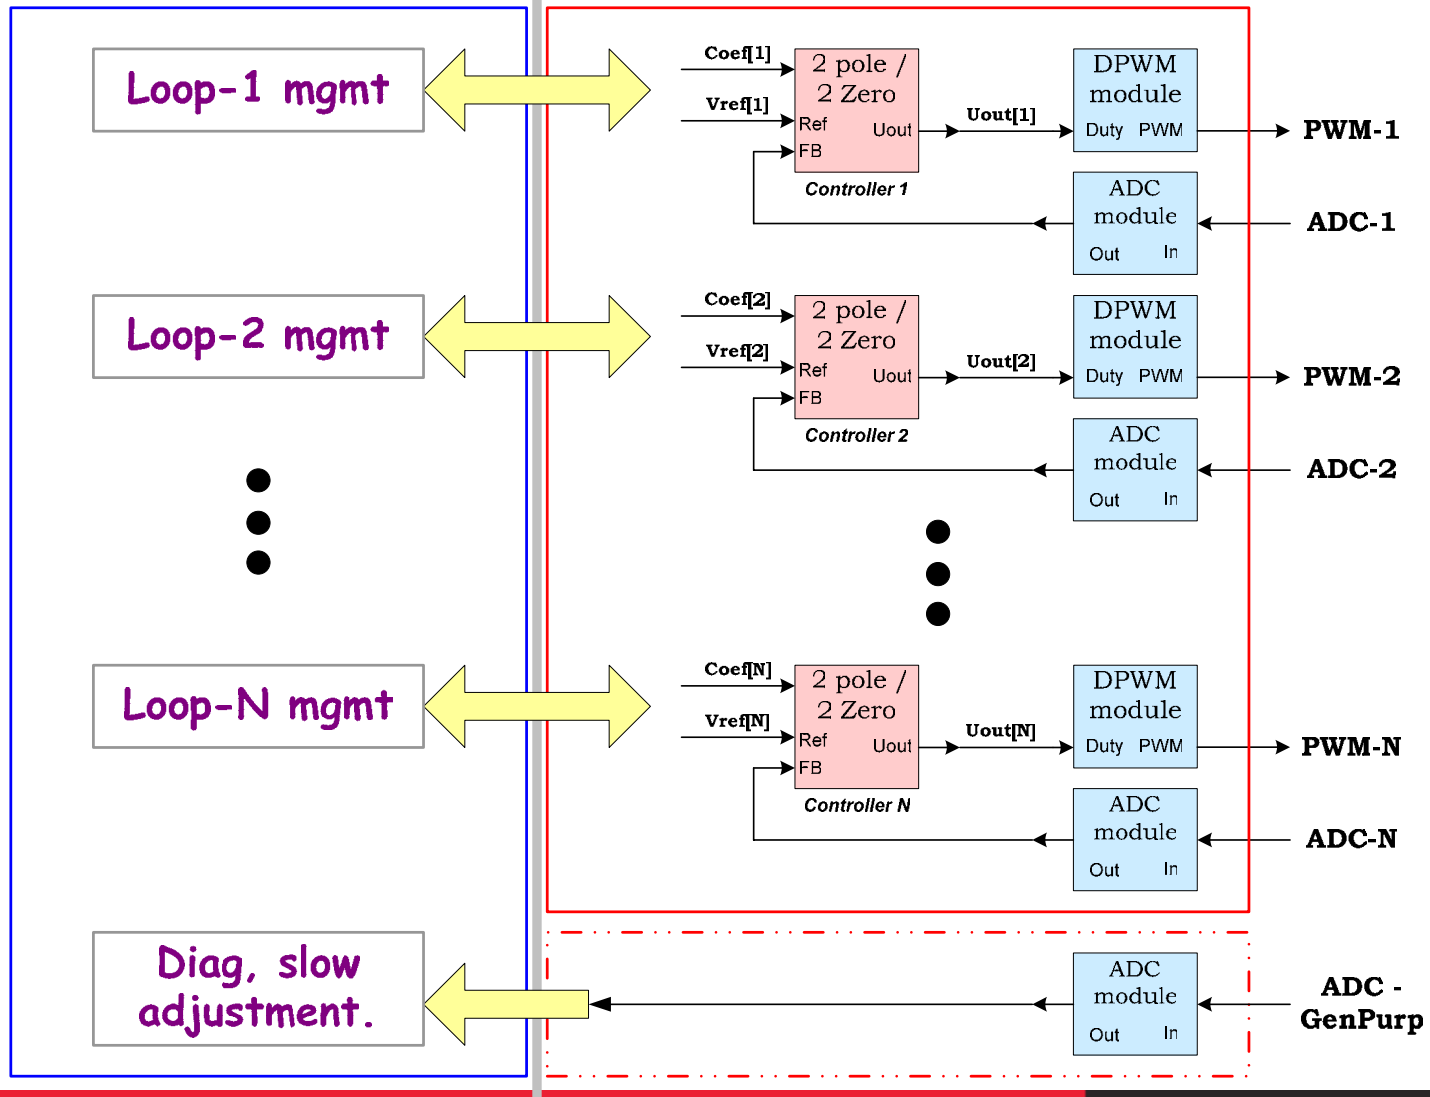 Loop-1 mgmt
Coef[1]
Vref[1]
2 pole /
2 Zero
Ref
Uout
FB
Controller 1
Uout[1]
DPWM
module
Duty PWM
PWM-1
ADC
module
Out In
ADC-1
Loop-2 mgmt
Coef[2]
Vref[2]
2 pole /
2 Zero
Ref
Uout
FB
Controller 2
Uout[2]
DPWM
module
Duty PWM
PWM-2
ADC
module
Out In
ADC-2
Loop-N mgmt
Coef[N]
Vref[N]
2 pole /
2 Zero
Ref
Uout
FB
Controller N
Uout[N]
DPWM
module
Duty PWM
PWM-N
ADC
module
Out In
ADC-N
Diag, slow
adjustment.
ADC
module
Out In
ADC -
GenPurp